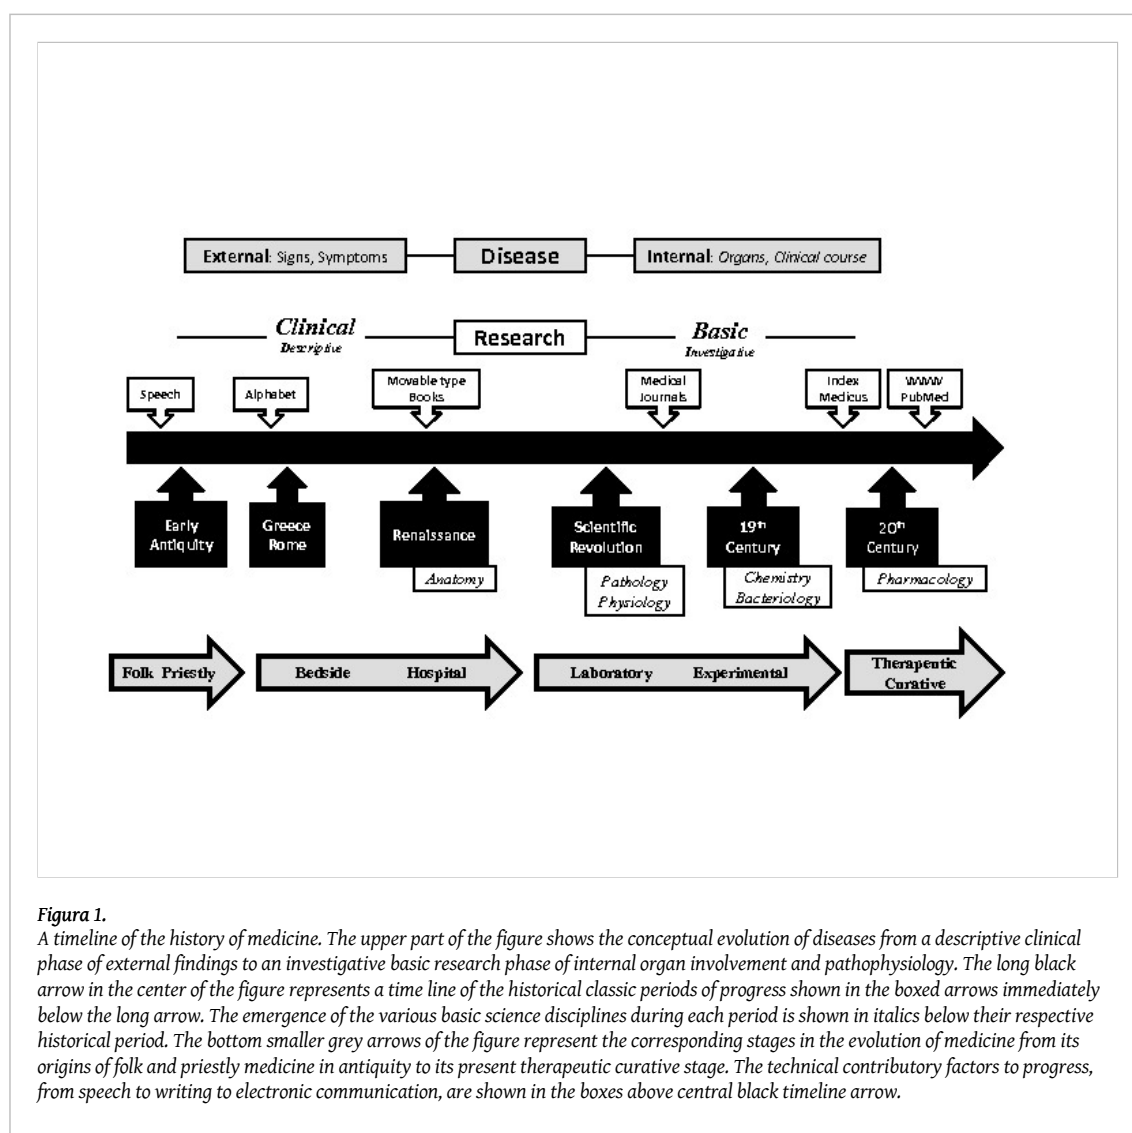 External: Signs, Symptoms
Disease
Internal: Organs, Clinical course
Clinical
Descriptive
Research
Basic
Investigative
Speech
Alphabet
Movable type
Books
Medical
Journals
Index
Medicus
WWW
PubMed
Early
Antiquity
Greece
Rome
Renaissance
Anatomy
Scientific
Revolution
Pathology
Physiology
19th
Century
Chemistry
Bacteriology
20th
Century
Pharmacology
Folk Priestly
Bedside Hospital
Laboratory Experimental
Therapeutic
Curative
Figura 1.
A timeline of the history of medicine. The upper part of the figure shows the conceptual evolution of diseases from a descriptive clinical
phase of external findings to an investigative basic research phase of internal organ involvement and pathophysiology. The long black
arrow in the center of the figure represents a time line of the historical classic periods of progress shown in the boxed arrows immediately
below the long arrow. The emergence of the various basic science disciplines during each period is shown in italics below their respective
historical period. The bottom smaller grey arrows of the figure represent the corresponding stages in the evolution of medicine from its
origins of folk and priestly medicine in antiquity to its present therapeutic curative stage. The technical contributory factors to progress,
from speech to writing to electronic communication, are shown in the boxes above central black timeline arrow.